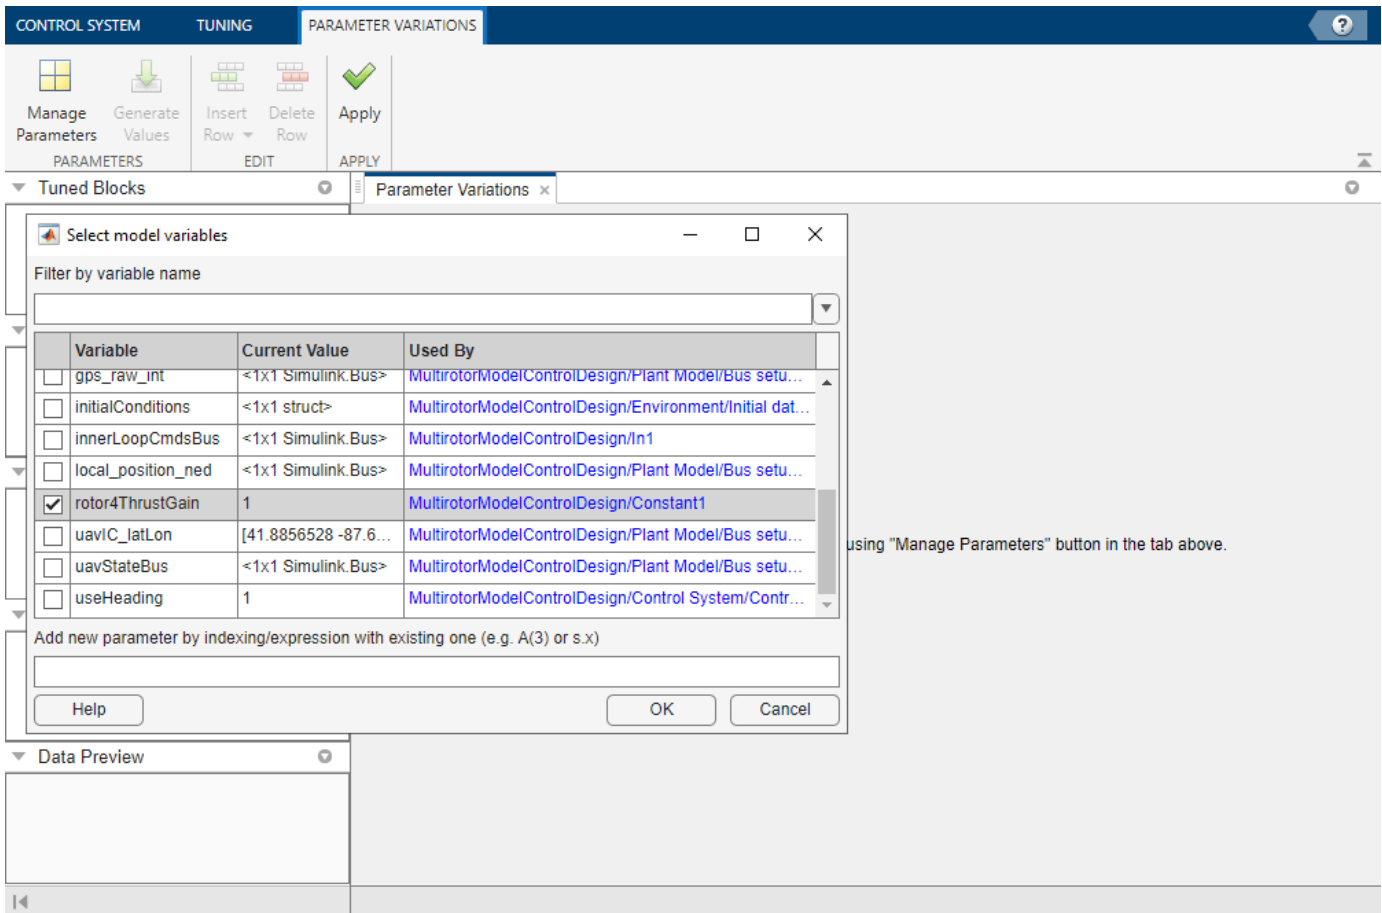 CONTROL SYSTEM TUNING PARAMETER VARIATIONS ?
Manage Parameters Generate Values Insert Row Delete Row Apply
PARAMETERS EDIT APPLY
Tuned Blocks Parameter Variations ×
Select model variables
Filter by variable name
Variable Current Value Used By
gps_raw_int <1x1 Simulink.Bus> MultirotorModelControlDesign/Plant Model/Bus setu...
initialConditions <1x1 struct> MultirotorModelControlDesign/Environment/Initial dat...
innerLoopCmdsBus <1x1 Simulink.Bus> MultirotorModelControlDesign/In1
local_position_ned <1x1 Simulink.Bus> MultirotorModelControlDesign/Plant Model/Bus setu...
rotor4ThrustGain 1 MultirotorModelControlDesign/Constant1
uavIC_latLon [41.8856528 -87.6... MultirotorModelControlDesign/Plant Model/Bus setu...
using "Manage Parameters" button in the tab above.
uavStateBus <1x1 Simulink.Bus> MultirotorModelControlDesign/Plant Model/Bus setu...
useHeading 1 MultirotorModelControlDesign/Control System/Contr...
Add new parameter by indexing/expression with existing one (e.g. A(3) or s.x)
Help OK Cancel
Data Preview